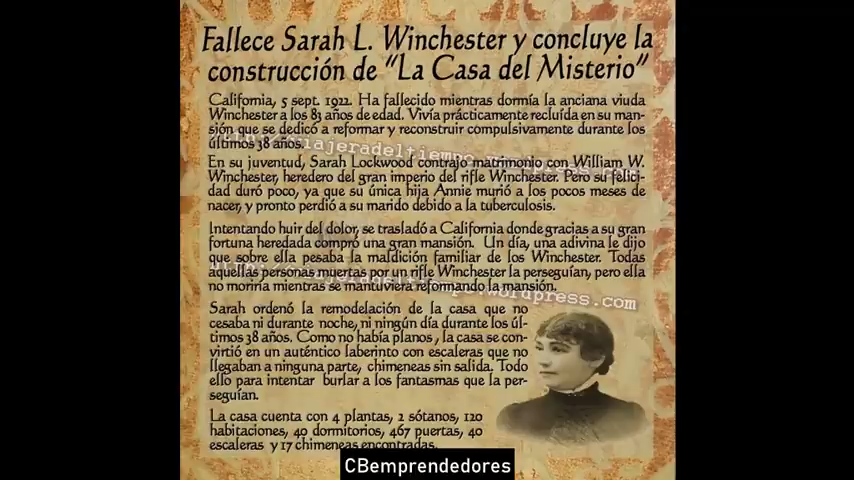 Fallece Sarah L. Winchester y concluye la
construcción de "La Casa del Misterio"
California, 5 sept. 1922. Ha fallecido mientras dormía la anciana viuda
Winchester a los 83 años de edad. Vivía prácticamente recluída en su man-
sión que se dedicó a reformar y reconstruir compulsivamente durante los
últimos 38 años.
En su juventud, Sarah Lockwood contrajo matrimonio con William W.
Winchester, heredero del gran imperio del rifle Winchester. Pero su felici-
dad duró poco, ya que su única hija Annie murió a los pocos meses de
nacer, y pronto perdió a su marido debido a la tuberculosis.
Intentando huir del dolor, se trasladó a California donde gracias a su gran
fortuna heredada compró una gran mansión. Un día, una adivina le dijo
que sobre ella pesaba la maldición familiar de los Winchester. Todas
aquellas personas muertas por un rifle Winchester la perseguían, pero ella
no moriría mientras se mantuviera reformando la mansión.
Sarah ordenó la remodelación de la casa que no
cesaba ni durante noche, ni ningún día durante los úl-
timos 38 años. Como no había planos , la casa se con-
virtió en un auténtico laberinto con escaleras que no
llegaban a ninguna parte, chimeneas sin salida. Todo
ello para intentar burlar a los fantasmas que la per-
seguían.
La casa cuenta con 4 plantas, 2 sótanos, 120
habitaciones, 40 dormitorios, 467 puertas, 40
escaleras y 17 chimeneas encontradas.
CBemprendedores